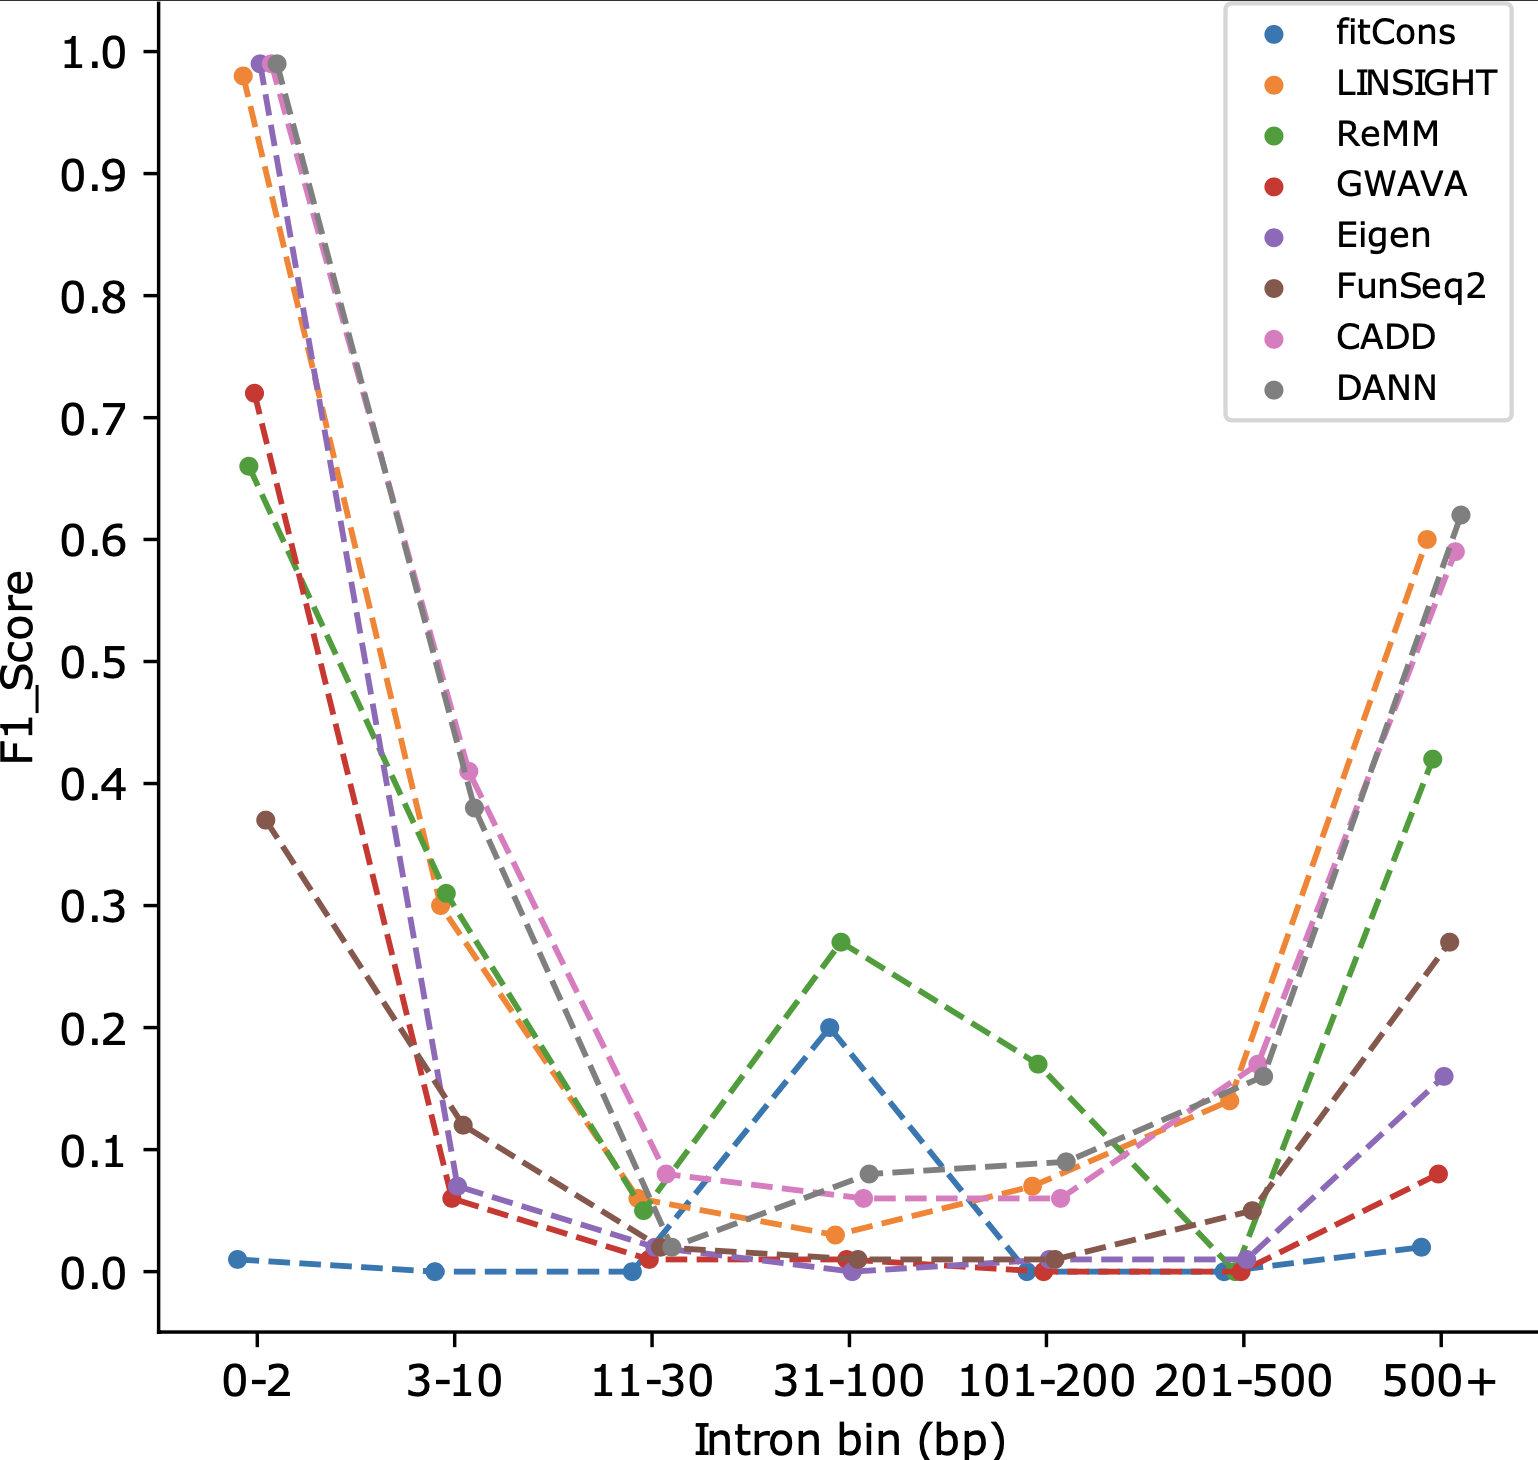 fitCons
LINSIGHT
ReMM
GWAVA
Eigen
FunSeq2
CADD
DANN
F1_Score
1.0
0.9
0.8
0.7
0.6
0.5
0.4
0.3
0.2
0.1
0.0
0-2 3-10 11-30 31-100 101-200 201-500 500+
Intron bin (bp)